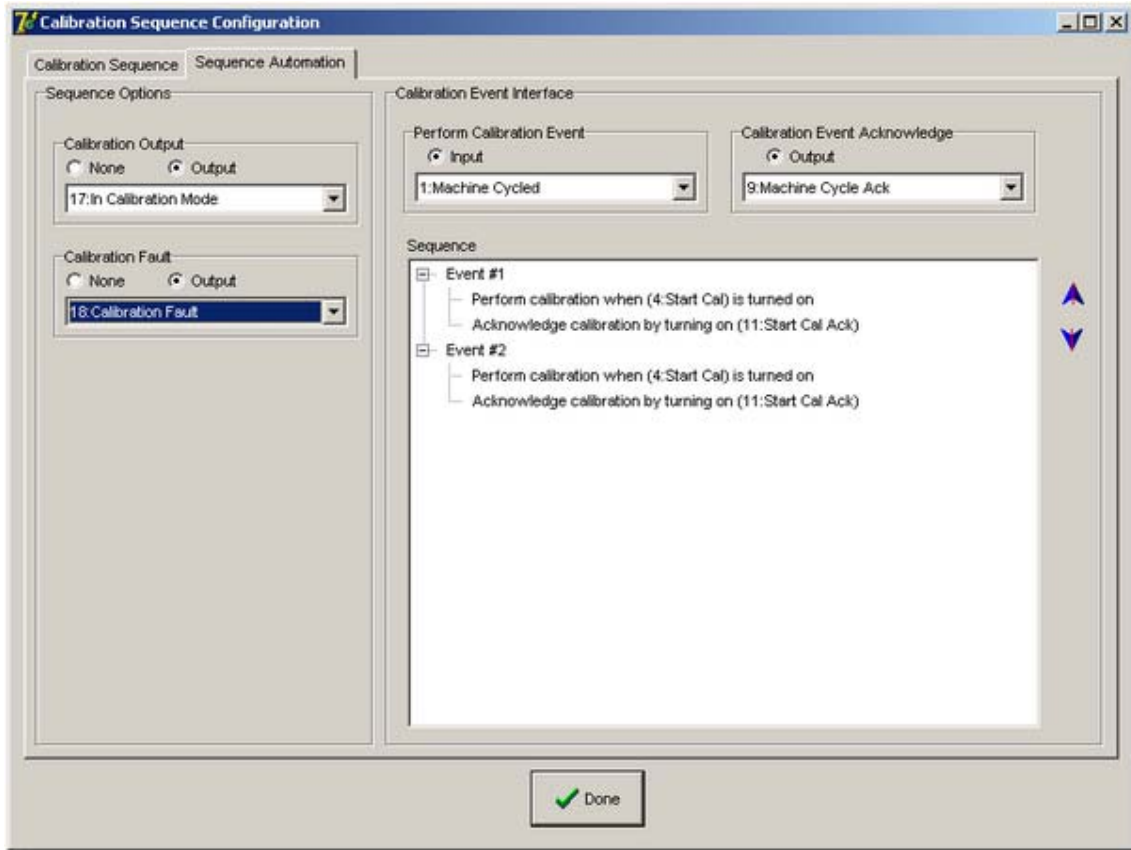 Calibration Sequence Configuration
Calibration Sequence
Sequence Automation
Sequence Options
Calibration Output
None
Output
17:In Calibration Mode
Calibration Fault
None
Output
18:Calibration Fault
Calibration Event Interface
Perform Calibration Event
Input
1:Machine Cycled
Calibration Event Acknowledge
Output
9:Machine Cycle Ack
Sequence
Event #1
Perform calibration when (4:Start Cal) is turned on
Acknowledge calibration by turning on (11:Start Cal Ack)
Event #2
Perform calibration when (4:Start Cal) is turned on
Acknowledge calibration by turning on (11:Start Cal Ack)
Done